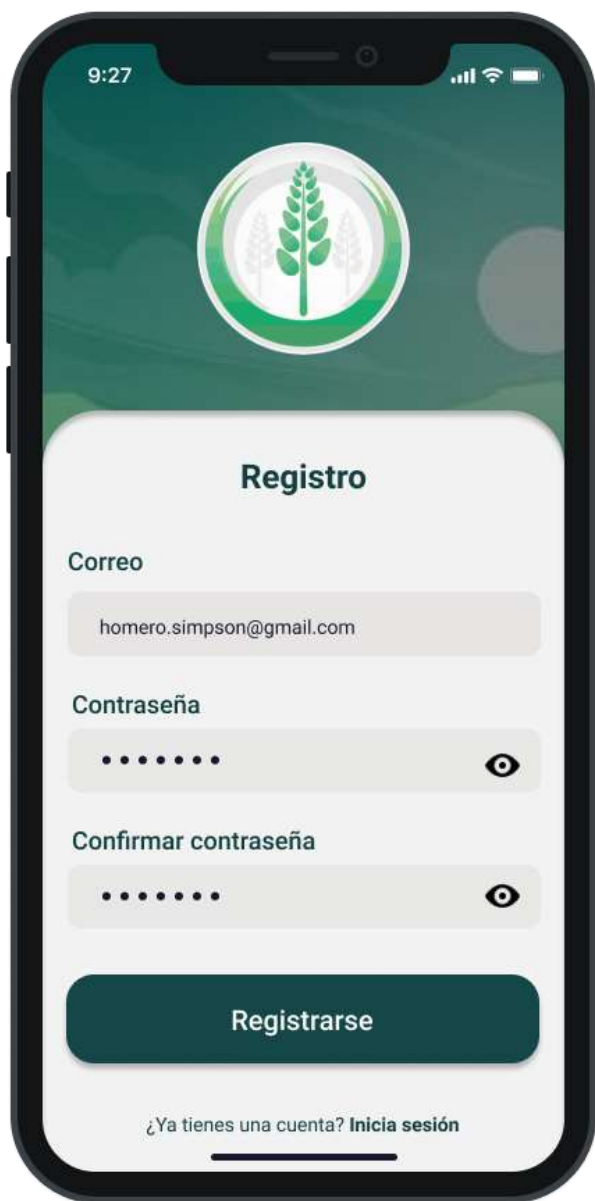 9:27
Registro
Correo
homero.simpson@gmail.com
Contraseña
•••••••
Confirmar contraseña
•••••••
Registrarse
¿Ya tienes una cuenta? Inicia sesión